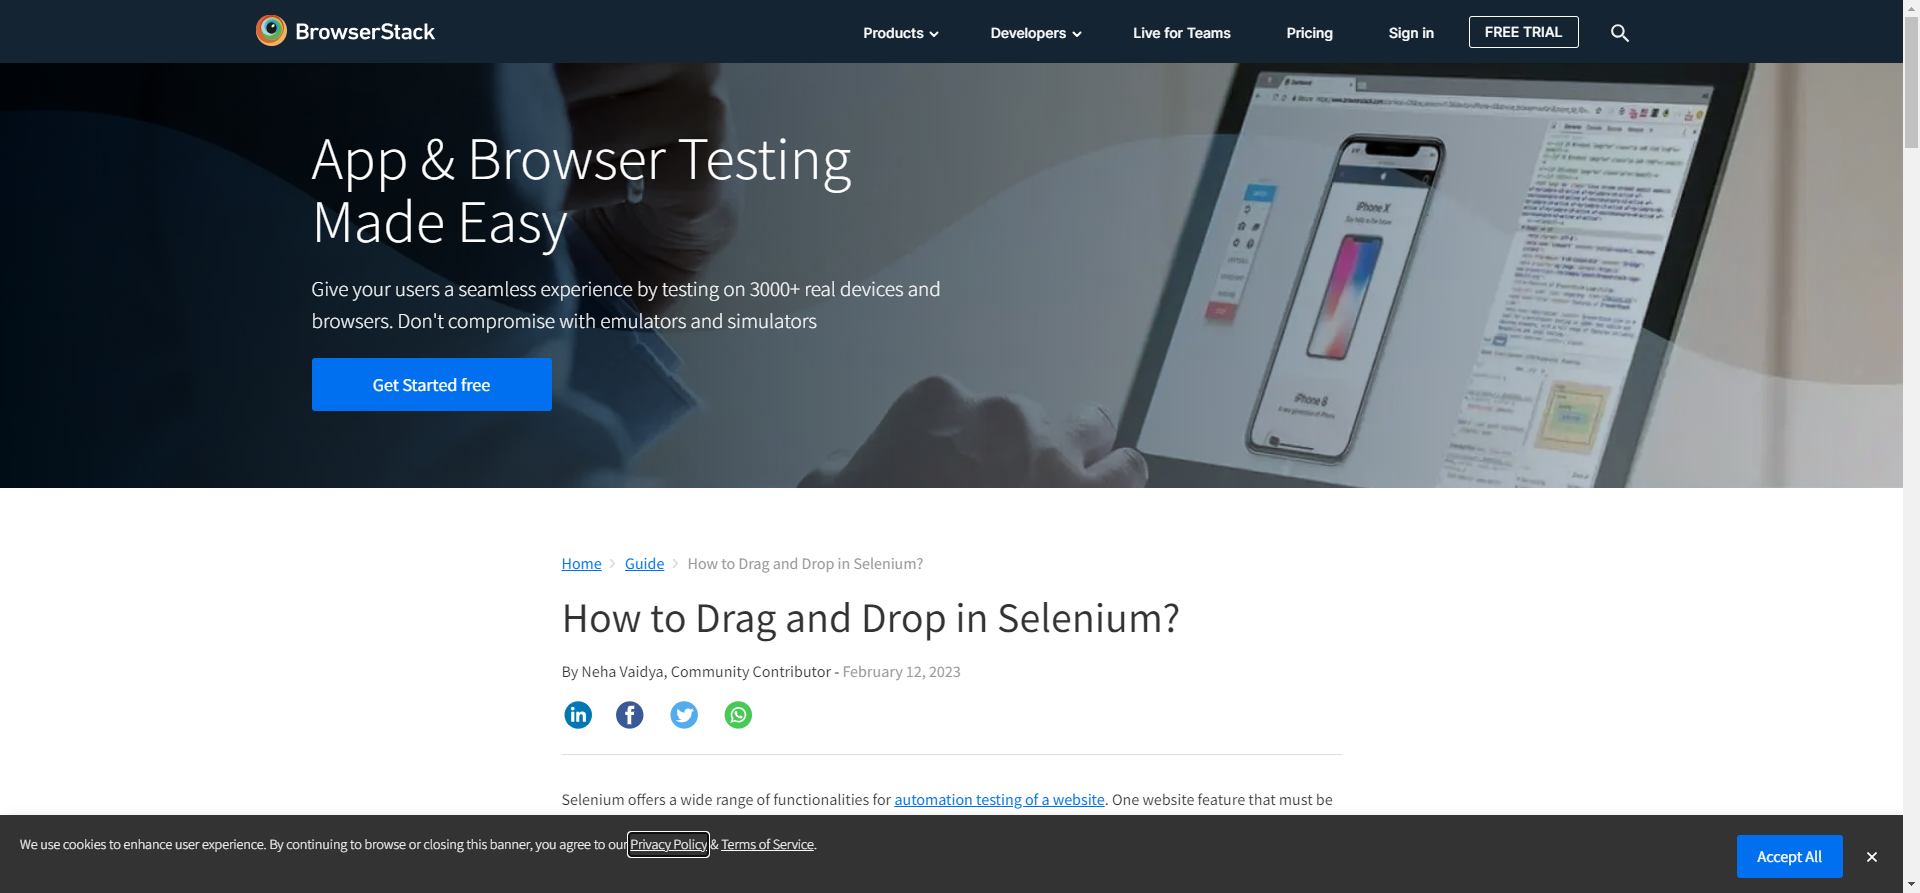 BrowserStack
Products
Developers
Live for Teams
Pricing
Sign in
FREE TRIAL
App & Browser Testing
Made Easy
Give your users a seamless experience by testing on 3000+ real devices and
browsers. Don't compromise with emulators and simulators
Get Started free
iPhone X
iPhone 8
Home
Guide
How to Drag and Drop in Selenium?
How to Drag and Drop in Selenium?
By Neha Vaidya, Community Contributor - February 12, 2023
Selenium offers a wide range of functionalities for automation testing of a website. One website feature that must be
We use cookies to enhance user experience. By continuing to browse or closing this banner, you agree to our Privacy Policy & Terms of Service.
Accept All